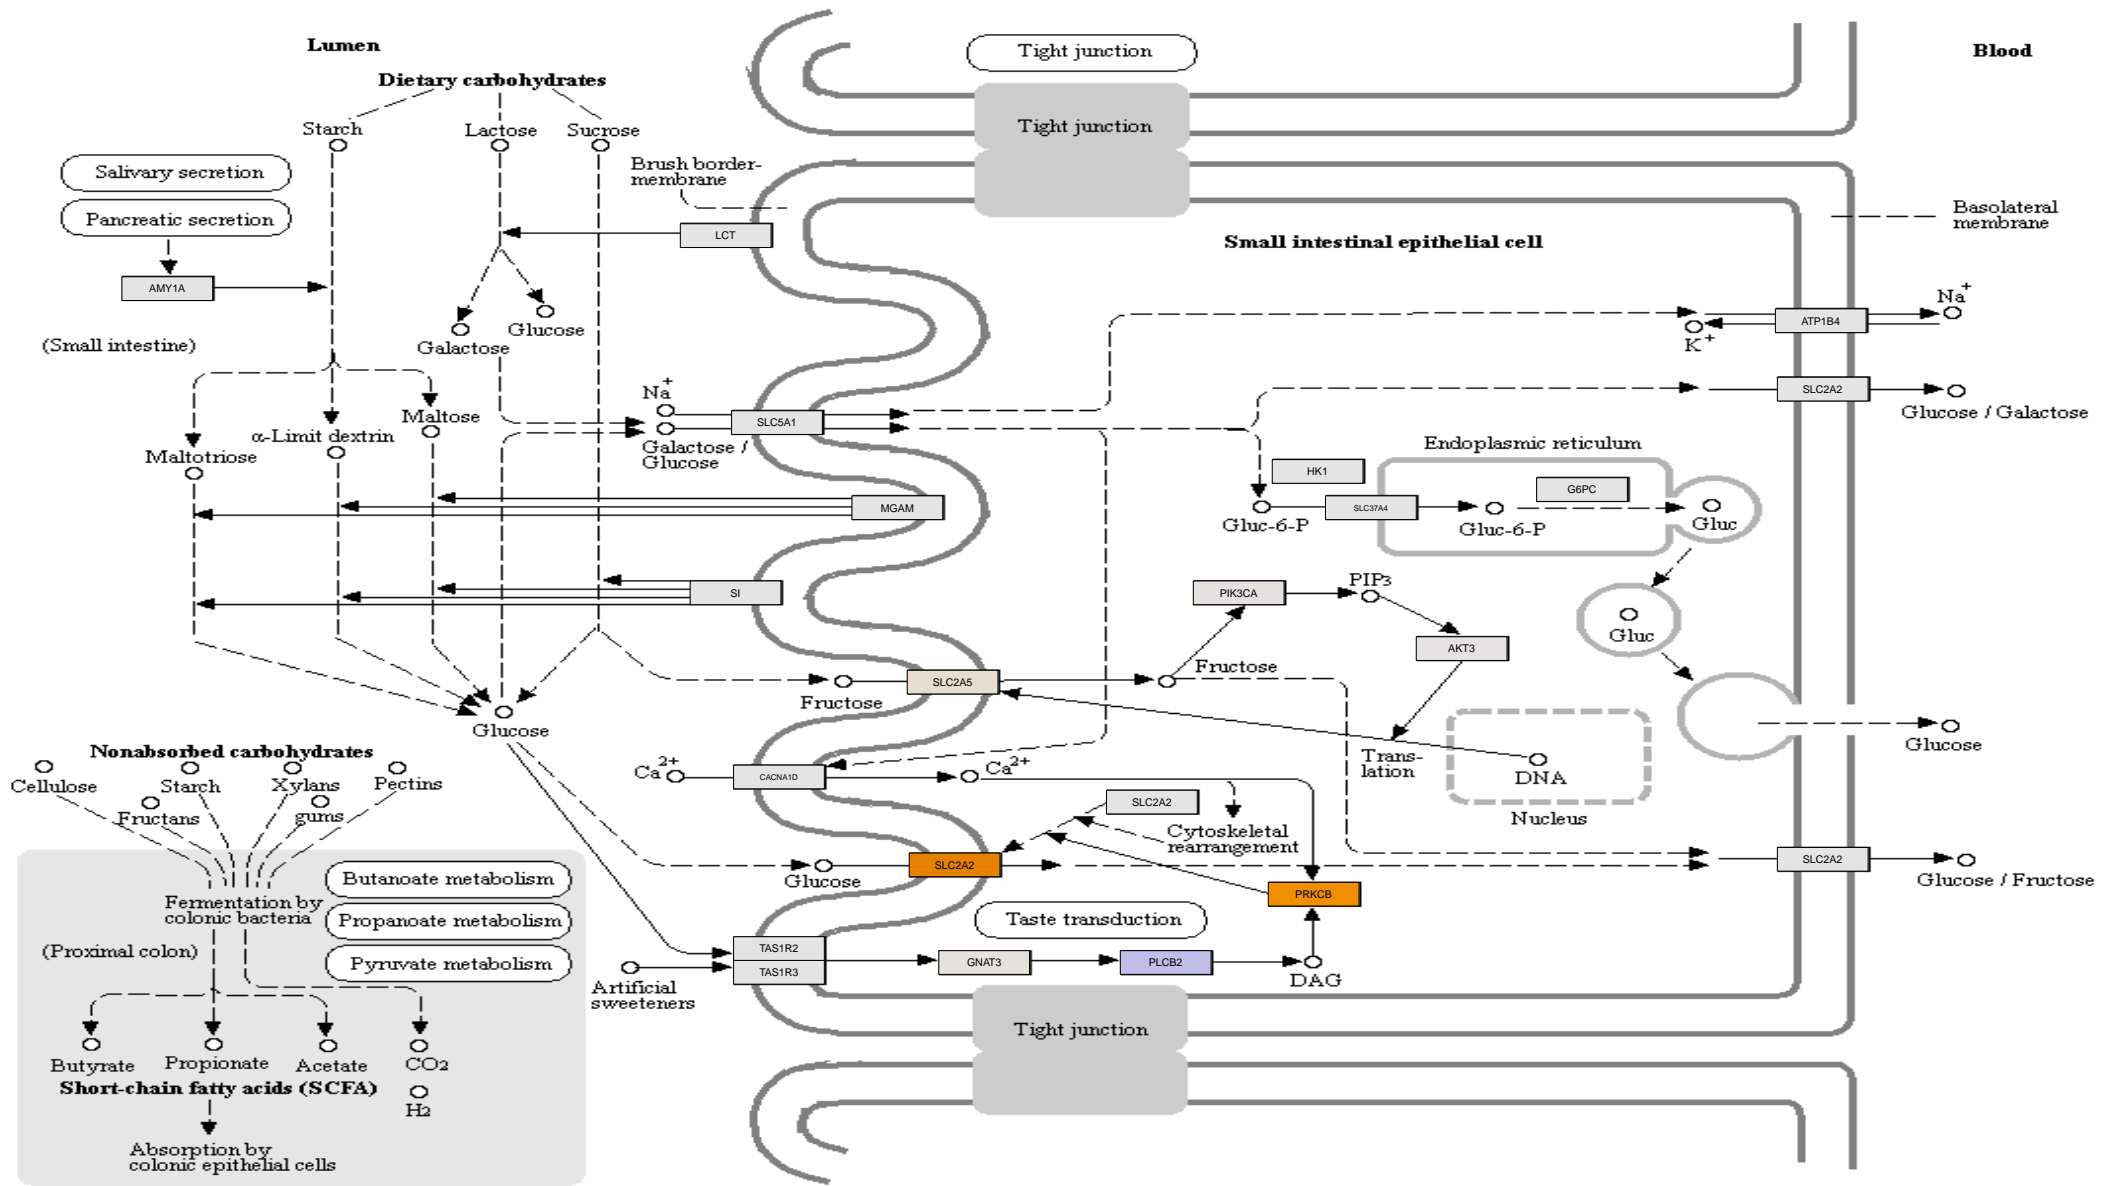 Lumen
Tight junction
Blood
Dietary carbohydrates
Starch
Lactose
Sucrose
Tight junction
Salivary secretion
Brush border-
membrane
Pancreatic secretion
Basolateral
membrane
LCT
Small intestinal epithelial cell
AMY1A
Na+
Glucose
ATP1B4
(Small intestine)
Galactose
K+
Na+
SLC2A2
Glucose / Galactose
Maltose
α-Limit dextrin
SLC5A1
Maltotriose
Galactose /
Glucose
Endoplasmic reticulum
HK1
G6PC
MGAM
SLC37A4
Gluc-6-P
Gluc-6-P
Gluc
SI
PIK3CA
PIP3
Gluc
AKT3
Fructose
SLC2A5
Fructose
Glucose
Nonabsorbed carbohydrates
Glucose
Trans-
lation
DNA
Ca2+
CACNA1D
Ca2+
Cellulose
Starch
Xylans
Pectins
Fructans
gums
SLC2A2
Nucleus
Cytoskeletal
rearrangement
SLC2A2
SLC2A2
Glucose
Butanoate metabolism
PRKCB
Glucose / Fructose
Fermentation by
colonic bacteria
Propanoate metabolism
Taste transduction
(Proximal colon)
Pyruvate metabolism
TAS1R2
TAS1R3
GNAT3
PLCB2
DAG
Artificial
sweeteners
Tight junction
Butyrate
Propionate
Acetate
CO2
Short-chain fatty acids (SCFA)
H2
Absorption by
colonic epithelial cells